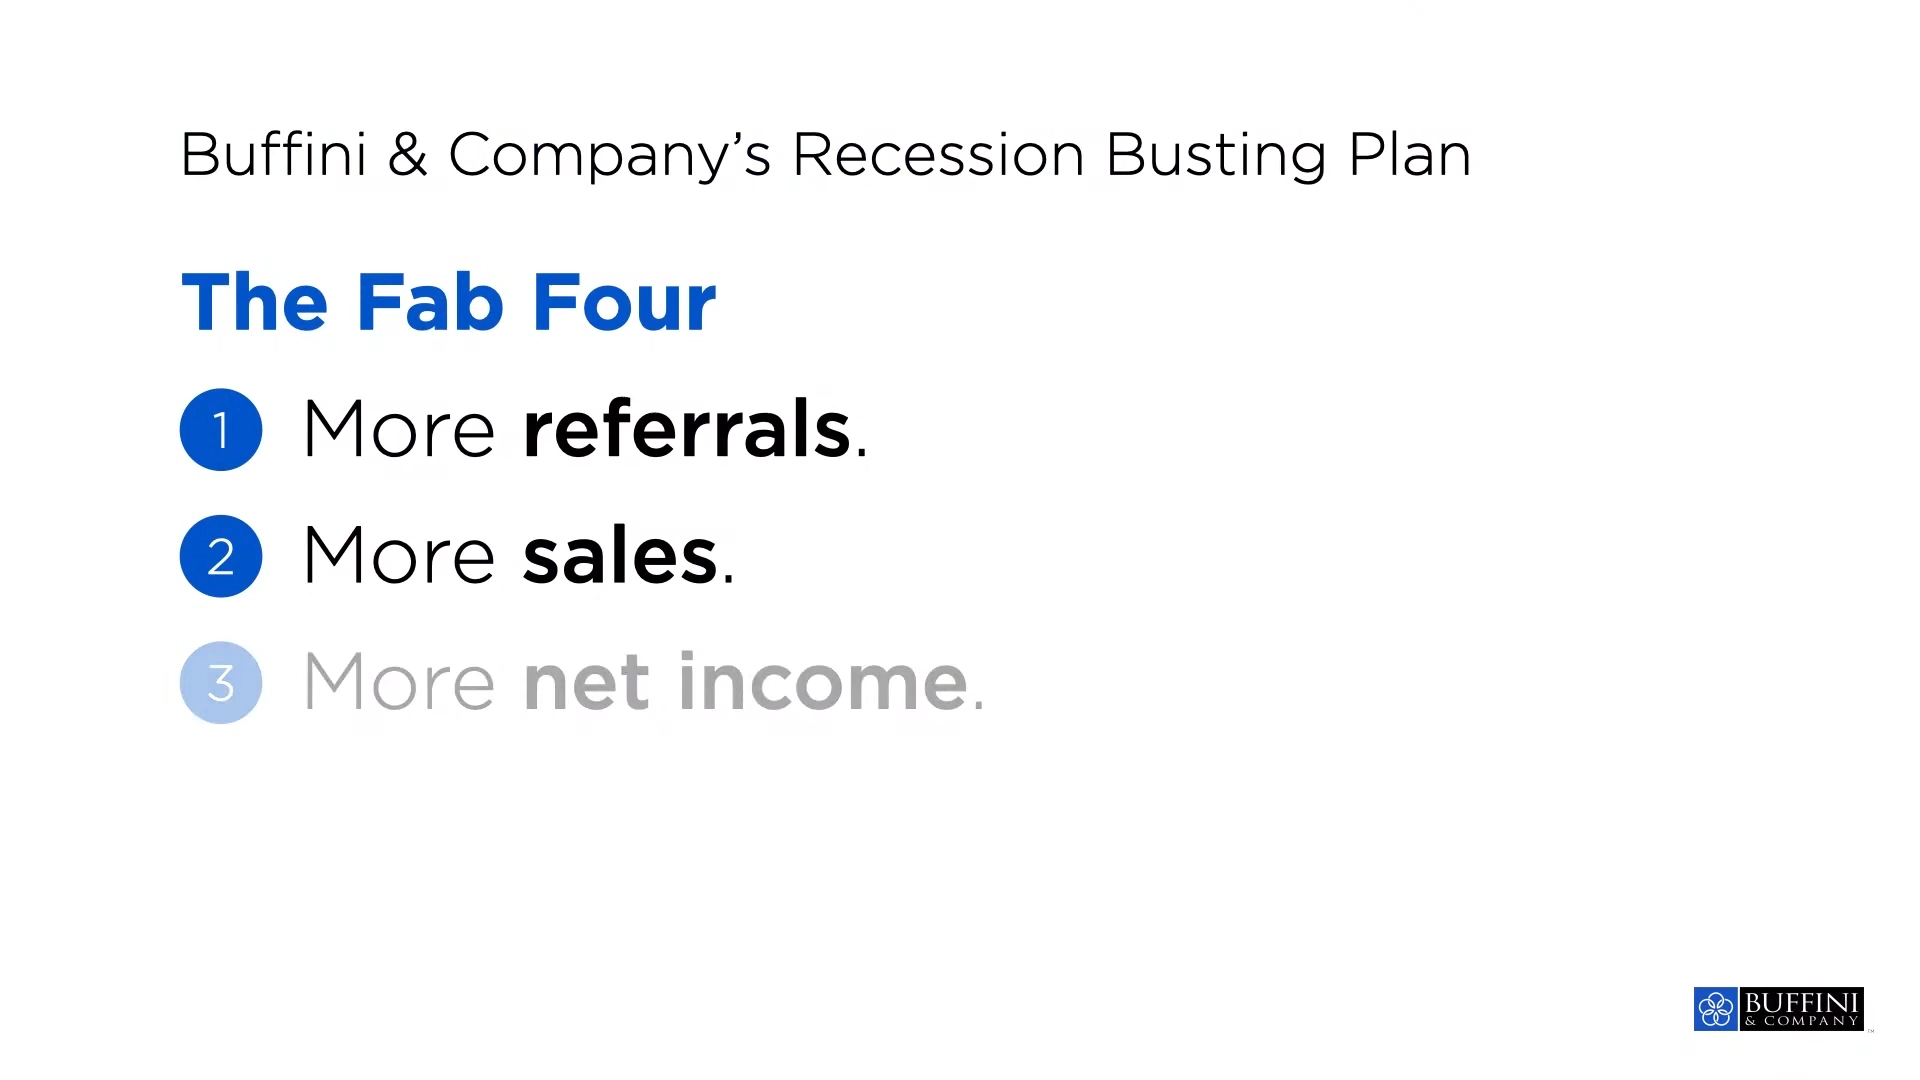 Buffini & Company’s Recession Busting Plan
The Fab Four
1 More referrals.
2 More sales.
3 More net income.
BUFFINI
& COMPANY
™